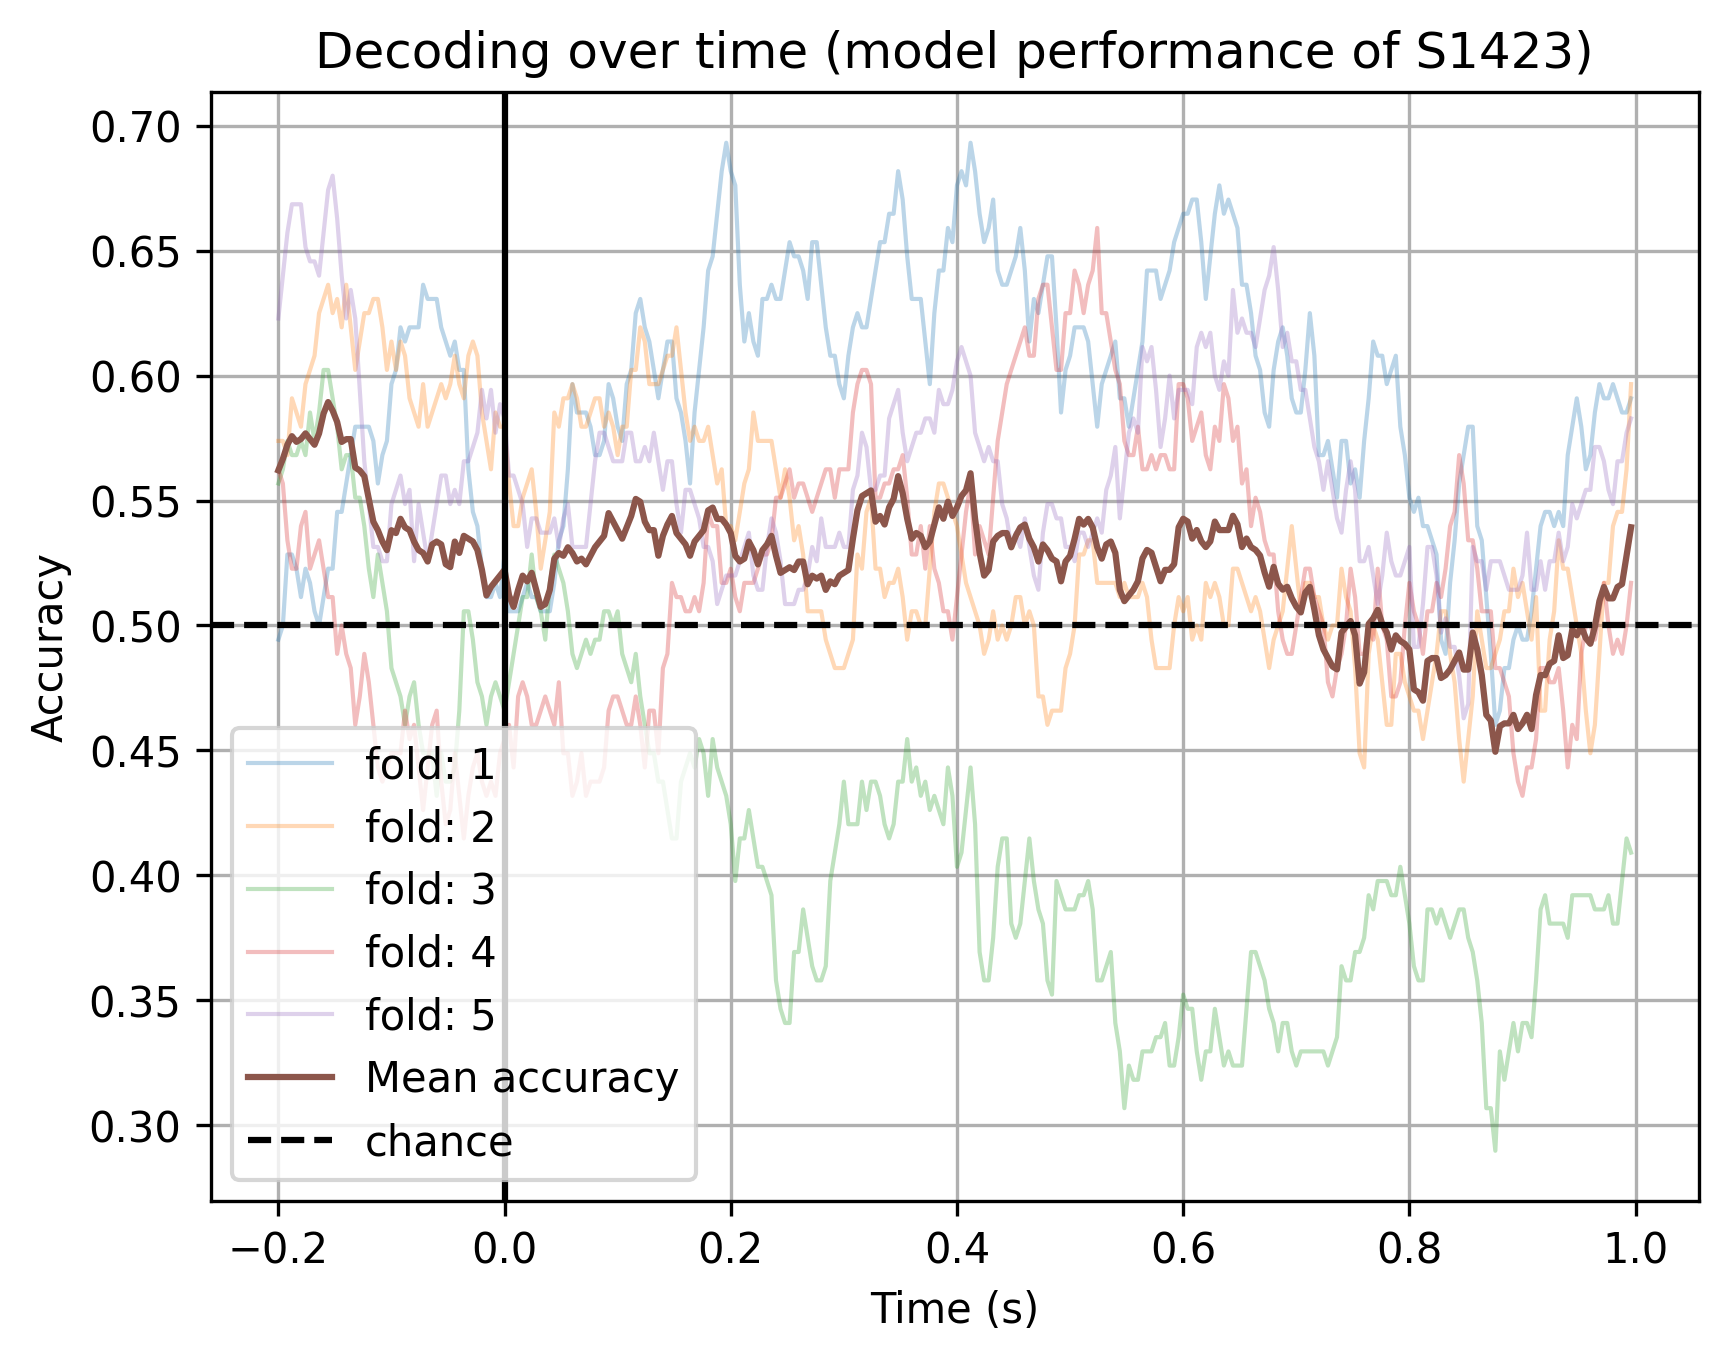 Decoding over time (model performance of S1423)
Accuracy
0.70
0.65
0.60
0.55
0.50
0.45
0.40
0.35
0.30
fold: 1
fold: 2
fold: 3
fold: 4
fold: 5
Mean accuracy
chance
−0.2 0.0 0.2 0.4 0.6 0.8 1.0
Time (s)